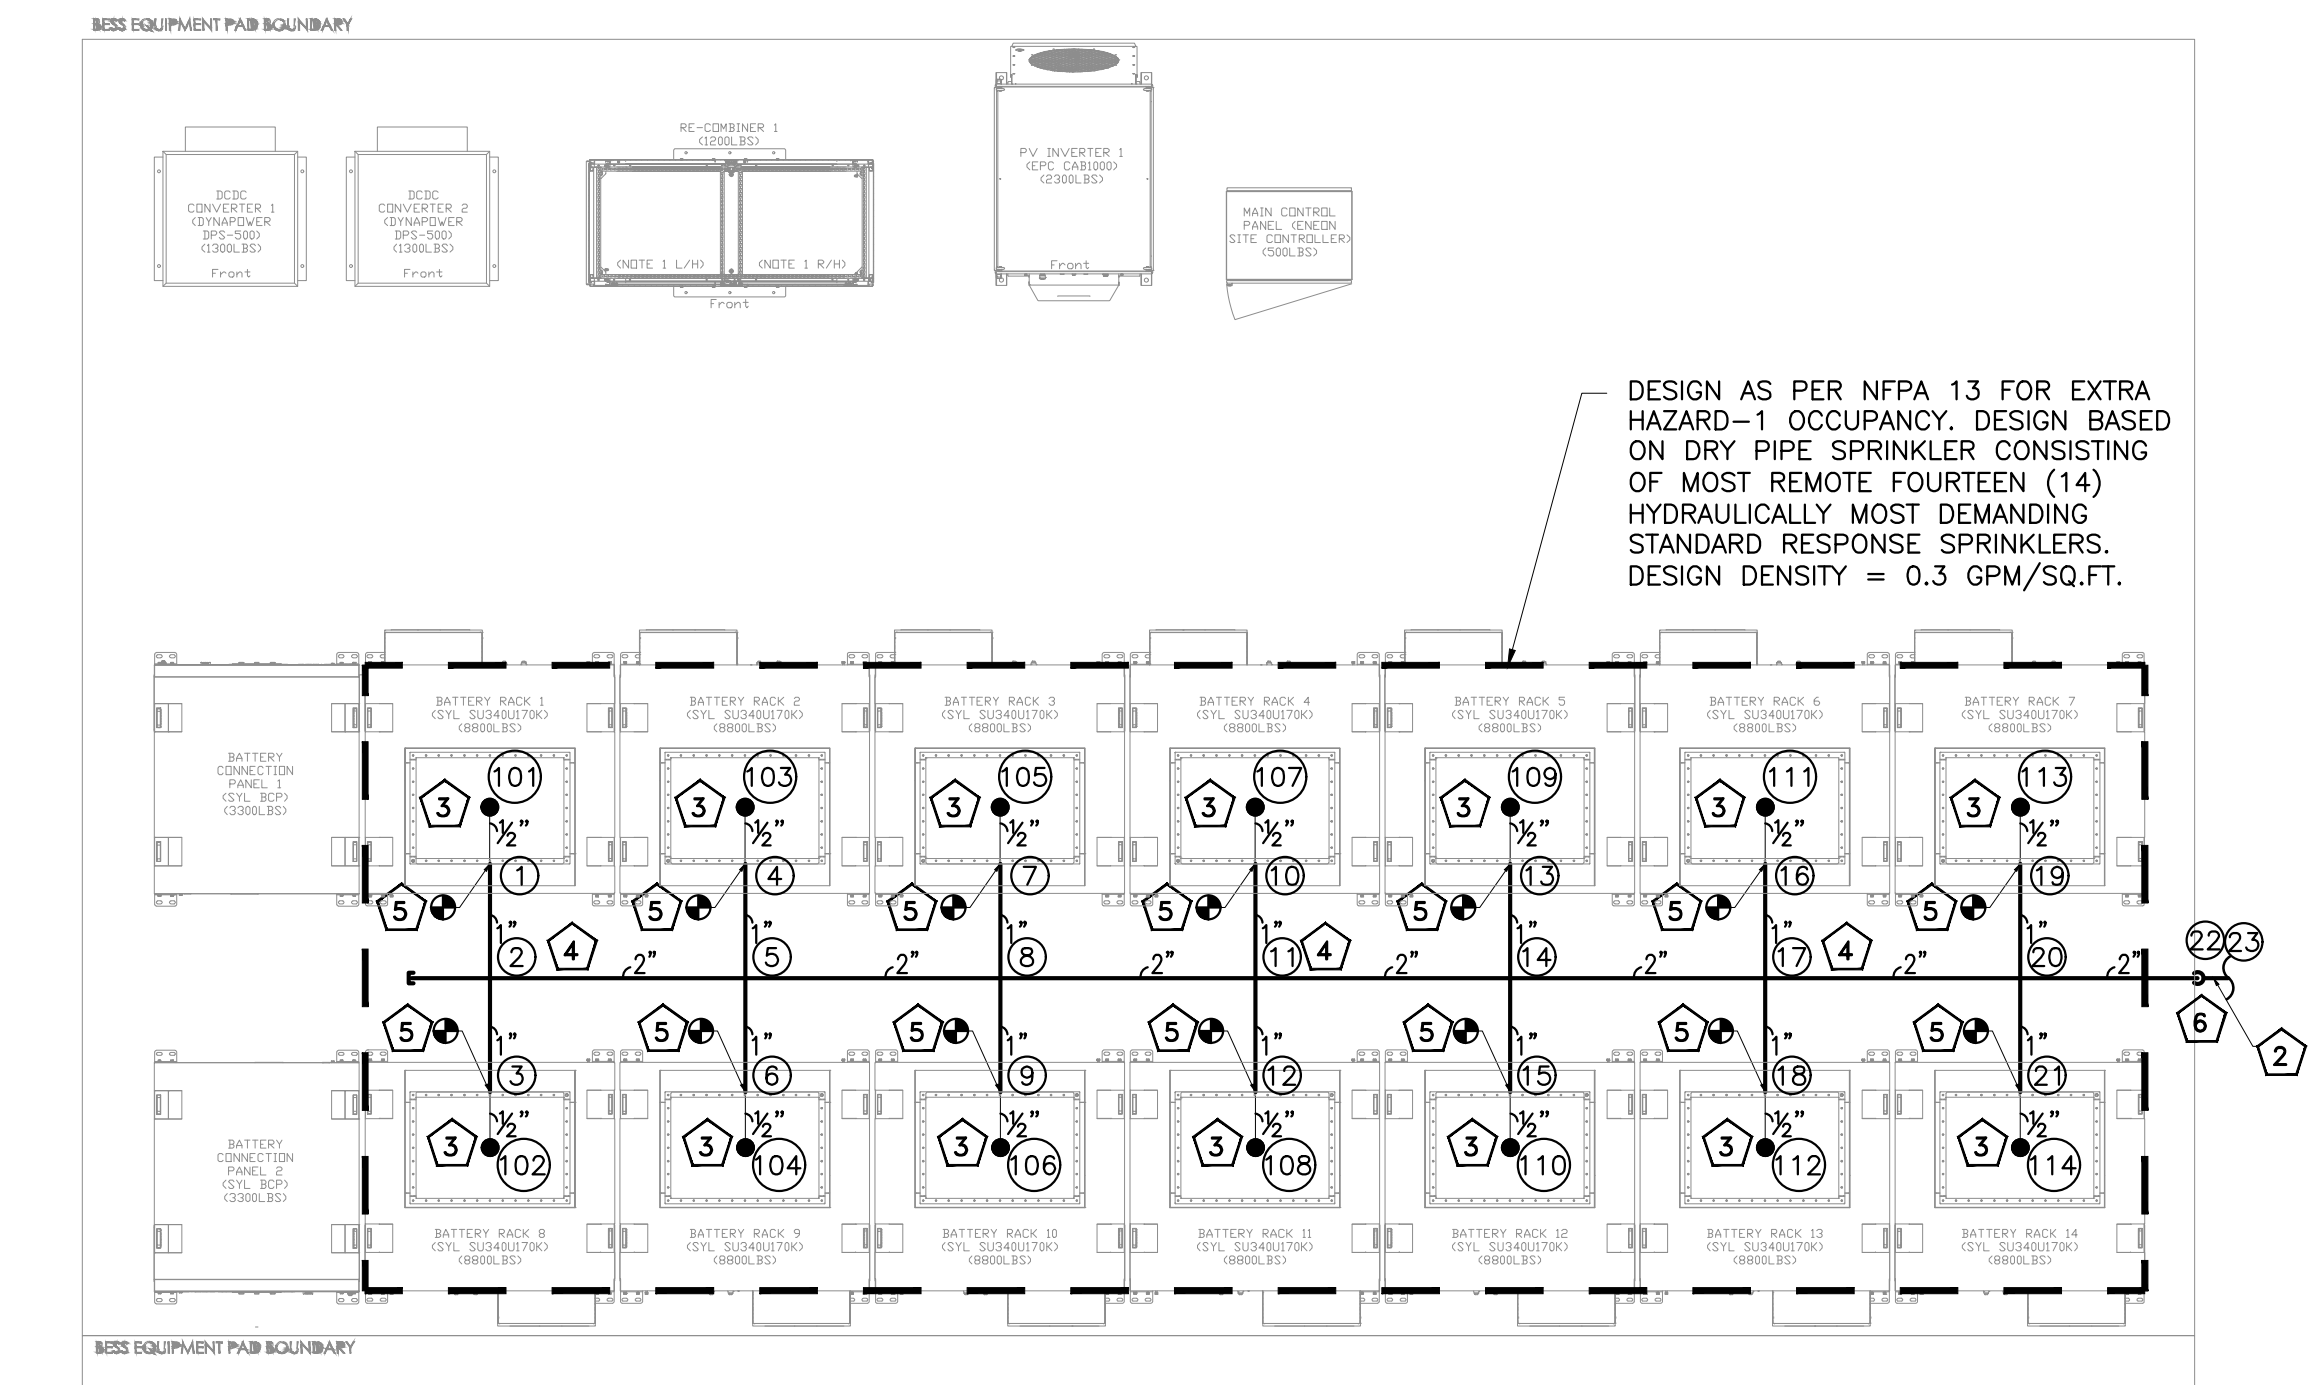 BESS EQUIPMENT PAD BOUNDARY
DCDC
CONVERTER 1
(DYNAPOWER
DPS-500)
(1300LBS)
Front
DCDC
CONVERTER 2
(DYNAPOWER
DPS-500)
(1300LBS)
Front
RE-COMBINER 1
(1200LBS)
(NOTE 1 L/H)
(NOTE 1 R/H)
Front
PV INVERTER 1
(EPC CAB1000)
(2300LBS)
Front
MAIN CONTROL
PANEL (ENEON
SITE CONTROLLER)
(500LBS)
DESIGN AS PER NFPA 13 FOR EXTRA
HAZARD-1 OCCUPANCY. DESIGN BASED
ON DRY PIPE SPRINKLER CONSISTING
OF MOST REMOTE FOURTEEN (14)
HYDRAULICALLY MOST DEMANDING
STANDARD RESPONSE SPRINKLERS.
DESIGN DENSITY = 0.3 GPM/SQ.FT.
BATTERY
CONNECTION
PANEL 1
(SYL BCP)
(3300LBS)
BATTERY RACK 1
(SYL SU340U170K)
(8800LBS)
BATTERY RACK 2
(SYL SU340U170K)
(8800LBS)
BATTERY RACK 3
(SYL SU340U170K)
(8800LBS)
BATTERY RACK 4
(SYL SU340U170K)
(8800LBS)
BATTERY RACK 5
(SYL SU340U170K)
(8800LBS)
BATTERY RACK 6
(SYL SU340U170K)
(8800LBS)
BATTERY RACK 7
(SYL SU340U170K)
(8800LBS)
3 101 3 103 3 105 3 107 3 109 3 111 3 113
½" ½" ½" ½" ½" ½" ½"
1 4 7 10 13 16 19
5 5 5 5 5 5 5
1" 1" 1" 1" 1" 1" 1"
2 4 5 8 11 4 14 17 4 20 22 23
2" 2" 2" 2" 2" 2" 2"
5 5 5 5 5 5 5 6
1" 1" 1" 1" 1" 1" 1" 2
3 6 9 12 15 18 21
½" ½" ½" ½" ½" ½" ½"
3 102 3 104 3 106 3 108 3 110 3 112 3 114
BATTERY
CONNECTION
PANEL 2
(SYL BCP)
(3300LBS)
BATTERY RACK 8
(SYL SU340U170K)
(8800LBS)
BATTERY RACK 9
(SYL SU340U170K)
(8800LBS)
BATTERY RACK 10
(SYL SU340U170K)
(8800LBS)
BATTERY RACK 11
(SYL SU340U170K)
(8800LBS)
BATTERY RACK 12
(SYL SU340U170K)
(8800LBS)
BATTERY RACK 13
(SYL SU340U170K)
(8800LBS)
BATTERY RACK 14
(SYL SU340U170K)
(8800LBS)
BESS EQUIPMENT PAD BOUNDARY